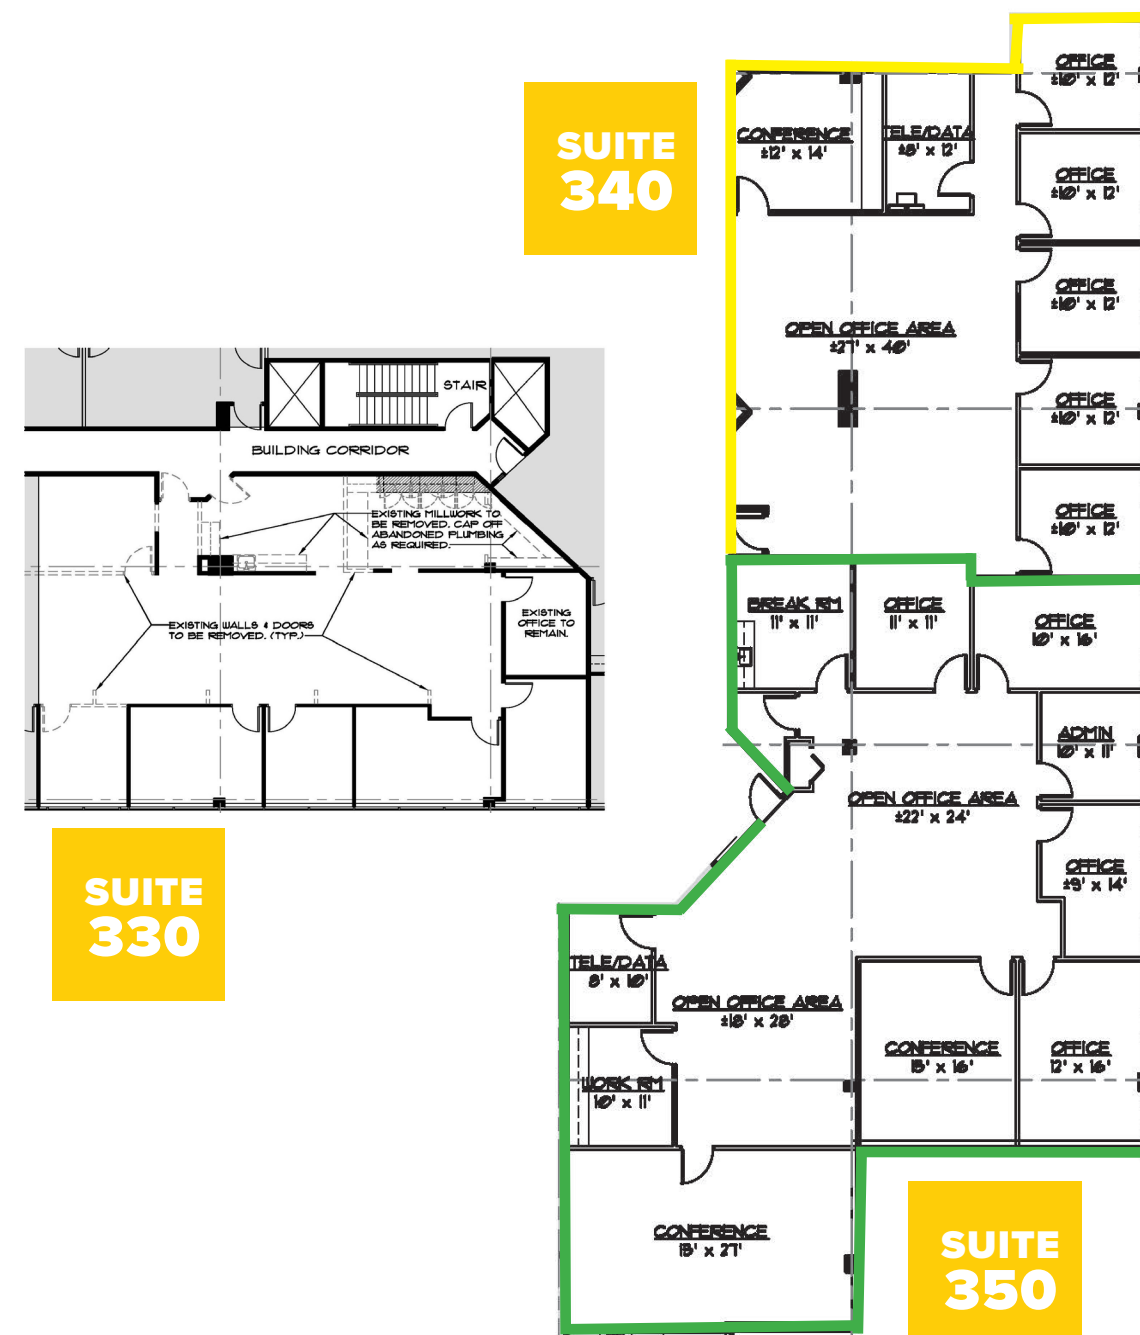 SUITE
340
CONFERENCE
±12' x 14'
TELE/DATA
±8' x 12'
OFFICE
±10' x 12'
OFFICE
±10' x 12'
OFFICE
±10' x 12'
OFFICE
±10' x 12'
OFFICE
±10' x 12'
OPEN OFFICE AREA
±27' x 40'
STAIR
BUILDING CORRIDOR
EXISTING MILLWORK TO
BE REMOVED. CAP OFF
ABANDONED PLUMBING
AS REQUIRED.
EXISTING WALLS & DOORS
TO BE REMOVED. (TYP.)
EXISTING
OFFICE TO
REMAIN.
SUITE
330
BREAK RM
11' x 11'
OFFICE
11' x 11'
OFFICE
10' x 16'
ADMIN
10' x 11'
OPEN OFFICE AREA
±22' x 24'
OFFICE
±9' x 14'
TELE/DATA
8' x 10'
OPEN OFFICE AREA
±18' x 28'
CONFERENCE
15' x 16'
OFFICE
12' x 16'
WORK RM
10' x 11'
CONFERENCE
x 27'
SUITE
350